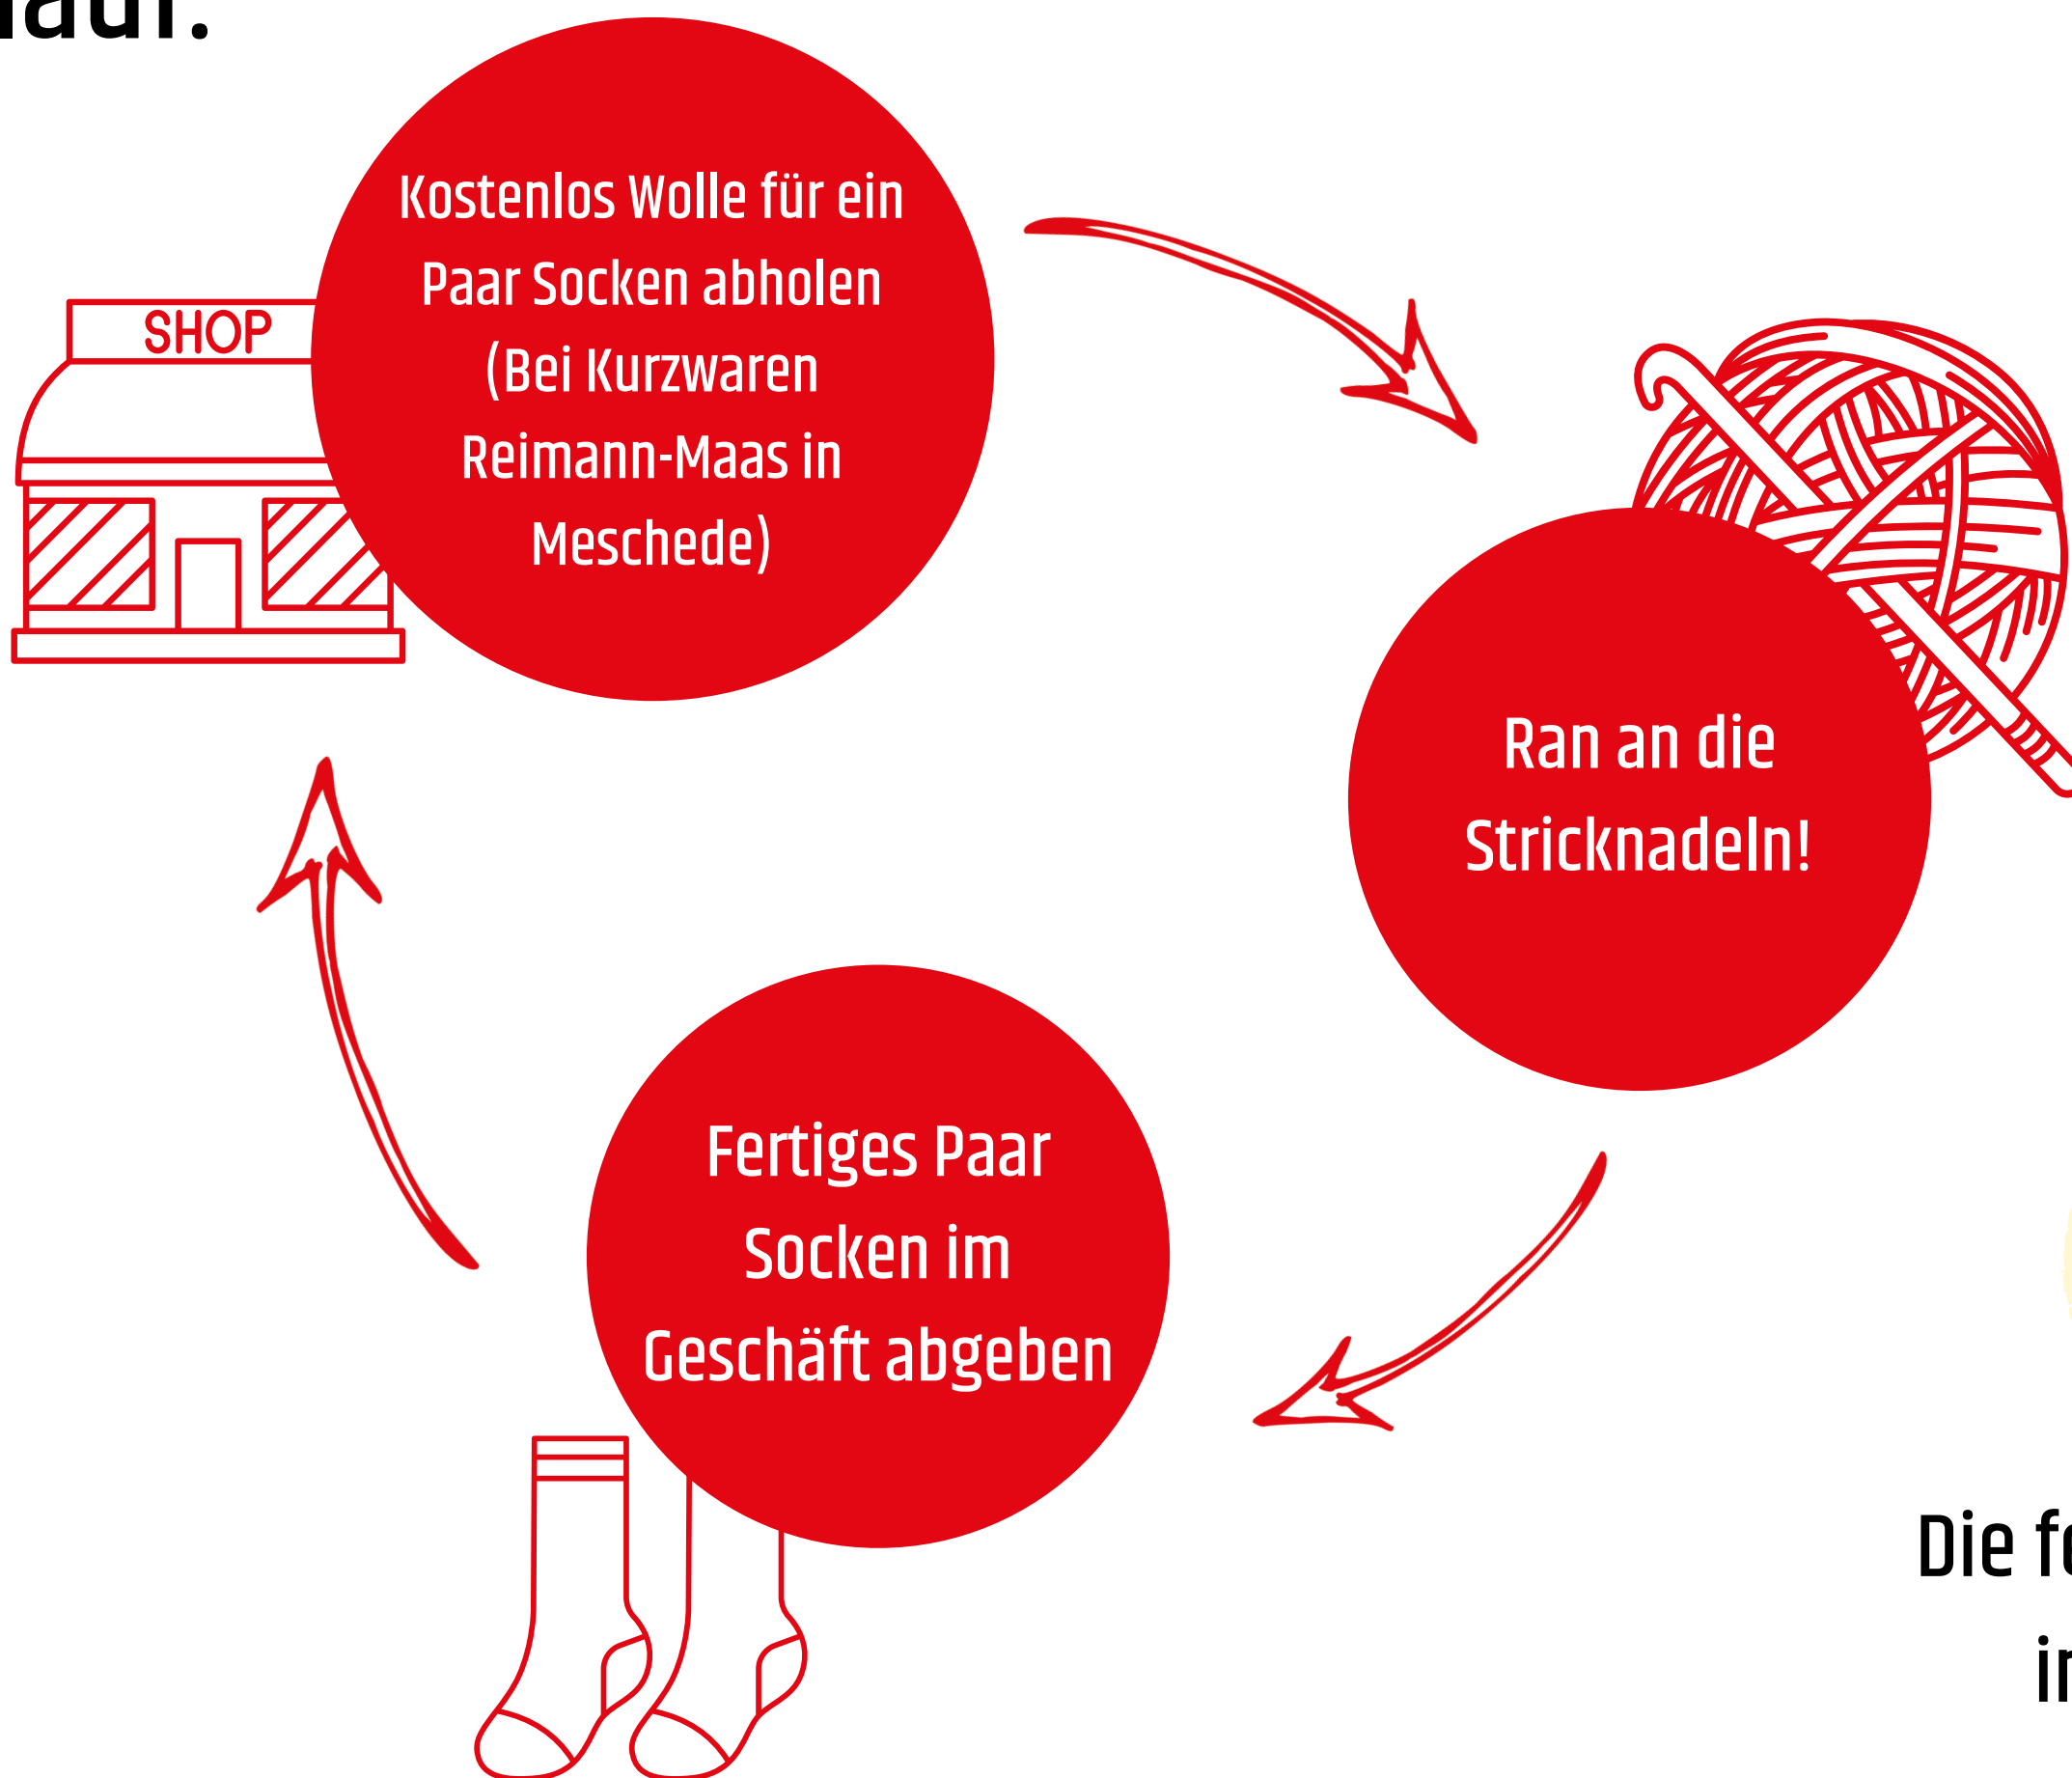 SHOP
Kostenlos Wolle für ein
Paar Socken abholen
(Bei Kurzwaren
Reimann-Maas in
Meschede)
Ran an die
Stricknadeln!
Fertiges Paar
Socken im
Geschäft abgeben
Die